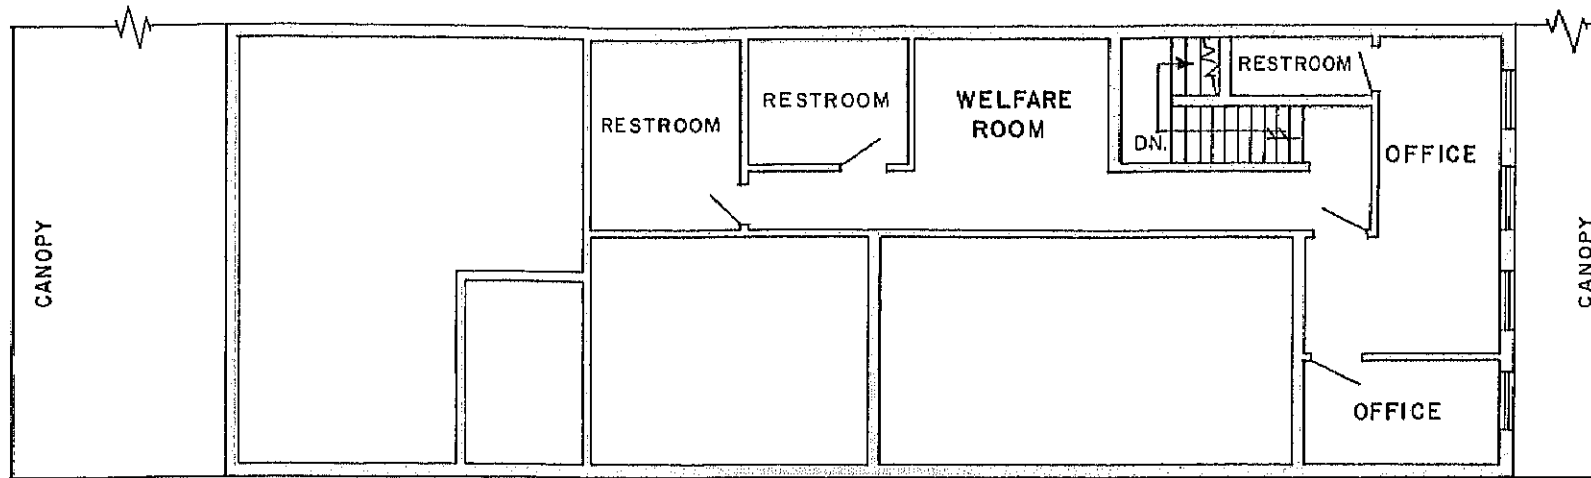 CANOPY
RESTROOM
RESTROOM
WELFARE
ROOM
DN.
RESTROOM
OFFICE
OFFICE
CANOPY